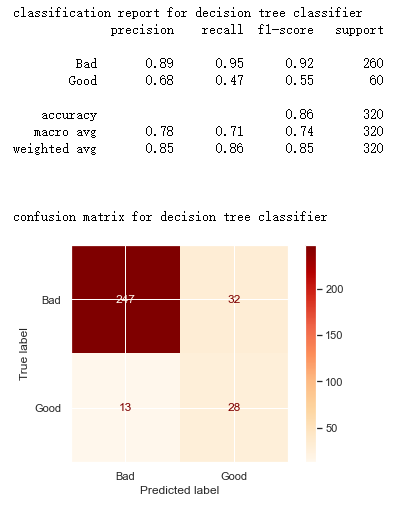 classification report for decision tree classifier
precision recall f1-score support
Bad 0.89 0.95 0.92 260
Good 0.68 0.47 0.55 60
accuracy 0.86 320
macro avg 0.78 0.71 0.74 320
weighted avg 0.85 0.86 0.85 320
confusion matrix for decision tree classifier
True label
Bad 247 32
Good 13 28
Bad Good
Predicted label
200
150
100
50